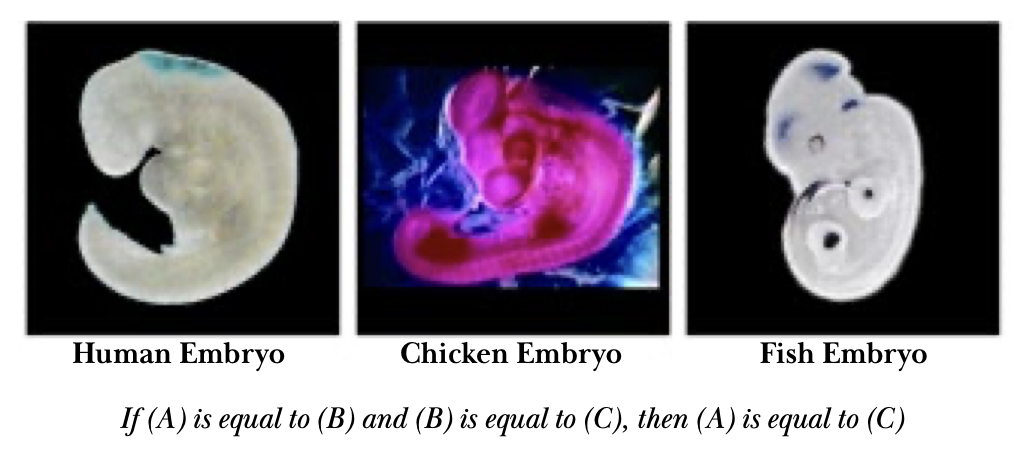 Human Embryo
Chicken Embryo
Fish Embryo
If (A) is equal to (B) and (B) is equal to (C), then (A) is equal to (C)